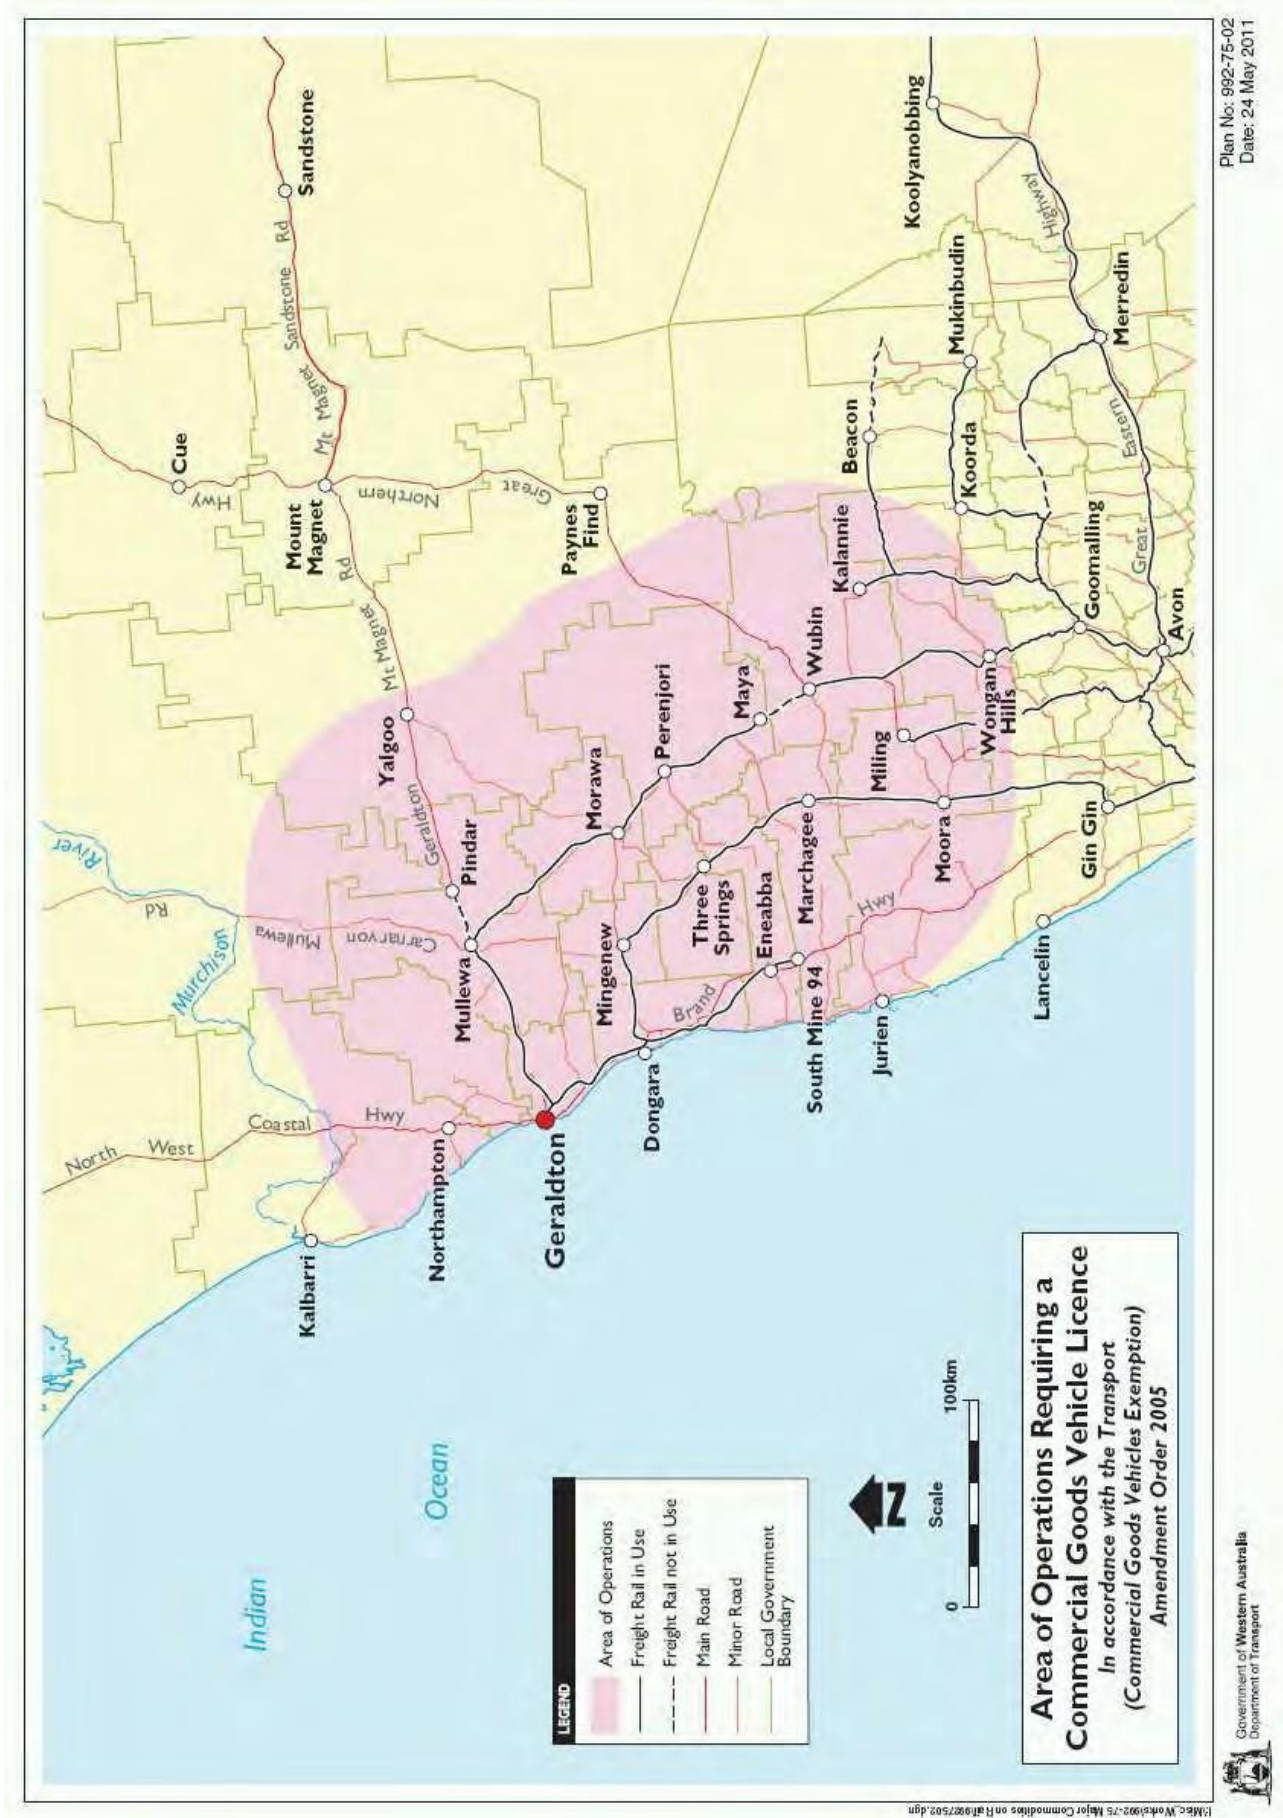 Plan No: 992-75-02
Date: 24 May 2011
Sandstone
Koolyanobbing
Sandstone Rd
Mt Magnet
Highway
Mukinbudin
Merredin
Cue
Hwy
Beacon
Koorda
Eastern
Great
Mount
Magnet
Northern
Great
Paynes
Find
Rd
Mt Magnet
Kalannie
Goomalling
Avon
Yalgoo
Geraldton
Wubin
Perenjori
Maya
Miling
Wongan
Hills
Morawa
Pindar
River
Rd
Murchison
Mullewa
Carnarvon
Mullewa
Three
Springs
Eneabba
Marchagee
Moora
Gin Gin
Hwy
Mingenew
Brand
South Mine 94
Jurien
Lancelin
North West
Coastal
Hwy
Northampton
Geraldton
Dongara
Kalbarri
Indian
Ocean
LEGEND
Area of Operations
Freight Rail in Use
Freight Rail not in Use
Main Road
Minor Road
Local Government
Boundary
N
Scale
0
100km
Area of Operations Requiring a
Commercial Goods Vehicle Licence
In accordance with the Transport
(Commercial Goods Vehicles Exemption)
Amendment Order 2005
Government of Western Australia
Department of Transport